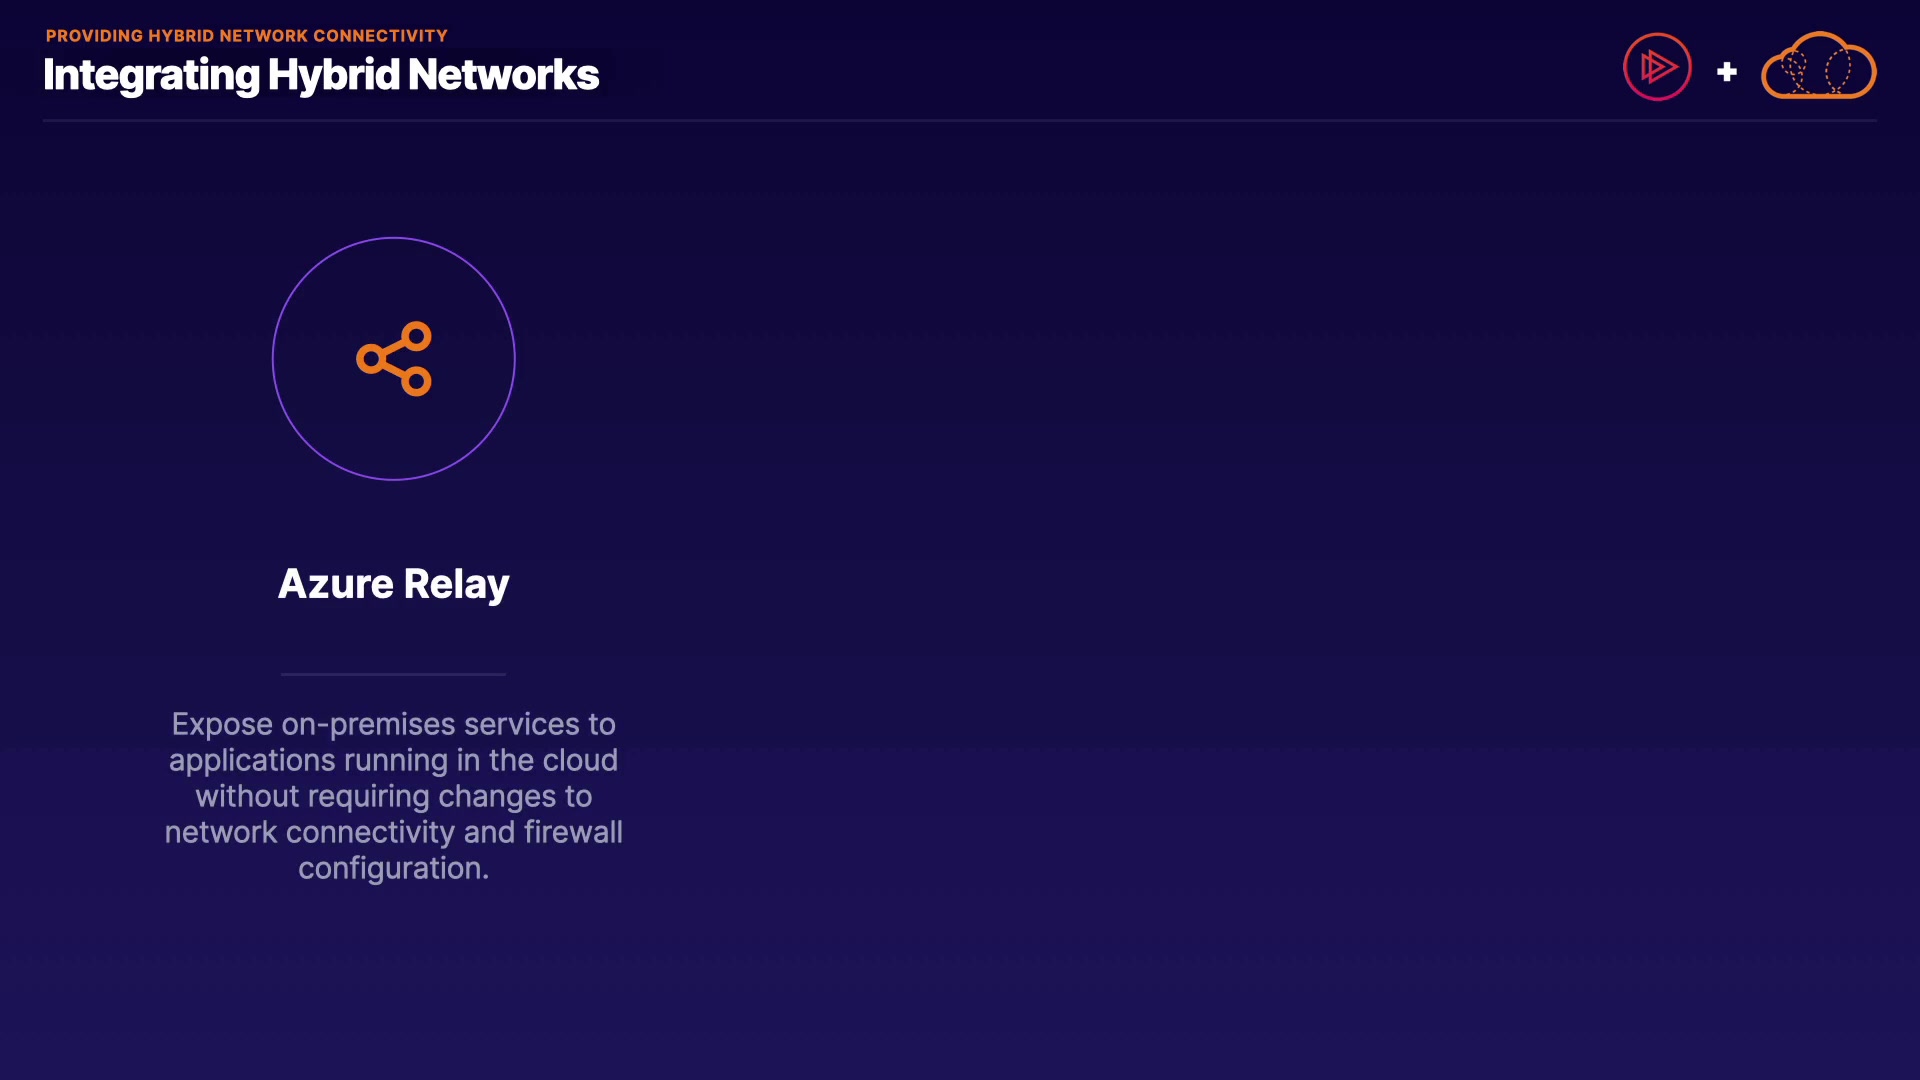 PROVIDING HYBRID NETWORK CONNECTIVITY
Integrating Hybrid Networks
Azure Relay
Expose on-premises services to
applications running in the cloud
without requiring changes to
network connectivity and firewall
configuration.